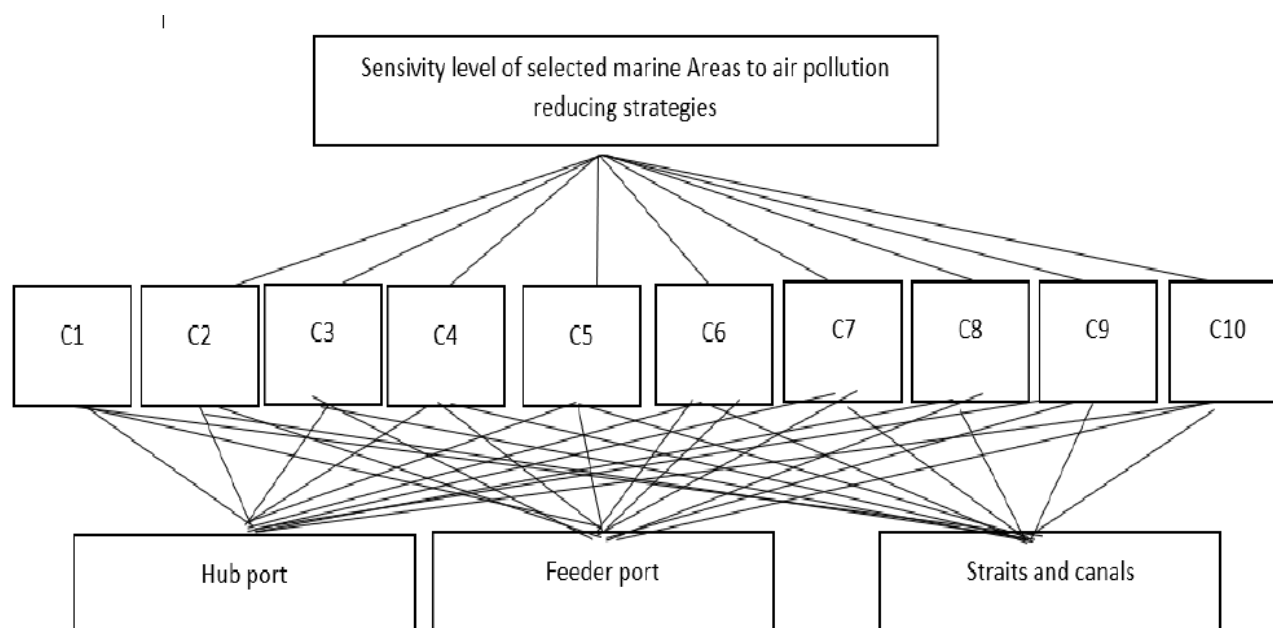 Sensivity level of selected marine Areas to air pollution
reducing strategies
C1 C2 C3 C4 C5 C6 C7 C8 C9 C10
Hub port Feeder port Straits and canals